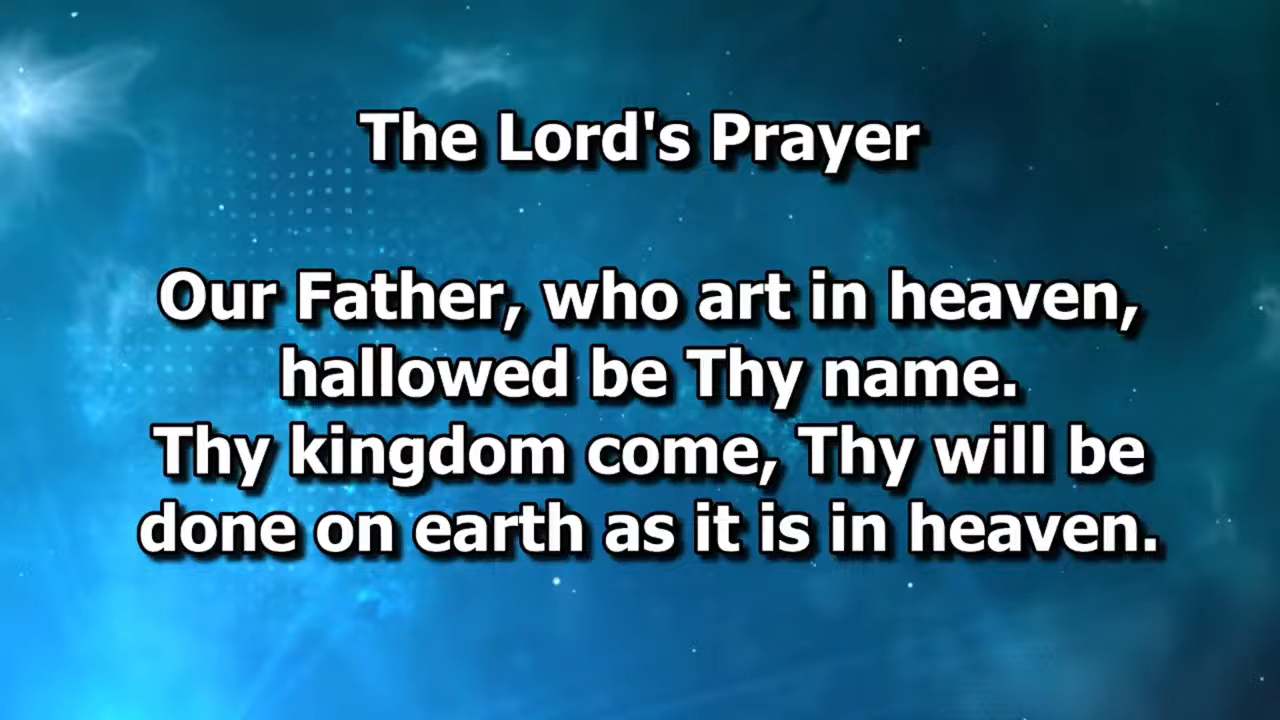 The Lord's Prayer
Our Father, who art in heaven,
hallowed be Thy name.
Thy kingdom come, Thy will be
done on earth as it is in heaven.